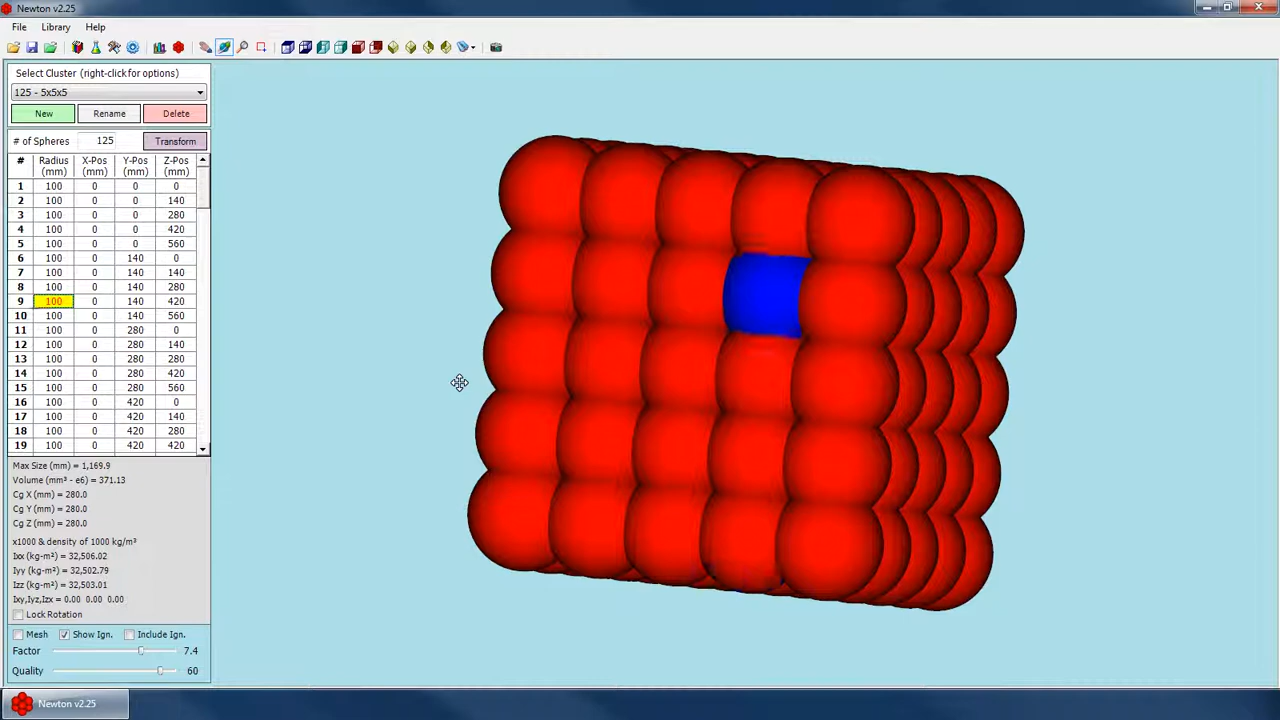 Newton v2.25
File Library Help
Select Cluster (right-click for options)
125 - 5x5x5
New Rename Delete
# of Spheres 125 Transform
# Radius (mm) X-Pos (mm) Y-Pos (mm) Z-Pos (mm)
1 100 0 0 0
2 100 0 0 140
3 100 0 0 280
4 100 0 0 420
5 100 0 0 560
6 100 0 140 0
7 100 0 140 140
8 100 0 140 280
9 100 0 140 420
10 100 0 140 560
11 100 0 280 0
12 100 0 280 140
13 100 0 280 280
14 100 0 280 420
15 100 0 280 560
16 100 0 420 0
17 100 0 420 140
18 100 0 420 280
19 100 0 420 420
Max Size (mm) = 1,169.9
Volume (mm³ - e6) = 371.13
Cg X (mm) = 280.0
Cg Y (mm) = 280.0
Cg Z (mm) = 280.0
x1000 & density of 1000 kg/m³
Ixx (kg-m²) = 32,506.02
Iyy (kg-m²) = 32,502.79
Izz (kg-m²) = 32,503.01
Ixy,Iyz,Izx = 0.00 0.00 0.00
Lock Rotation
Mesh Show Ign. Include Ign.
Factor 7.4
Quality 60
Newton v2.25